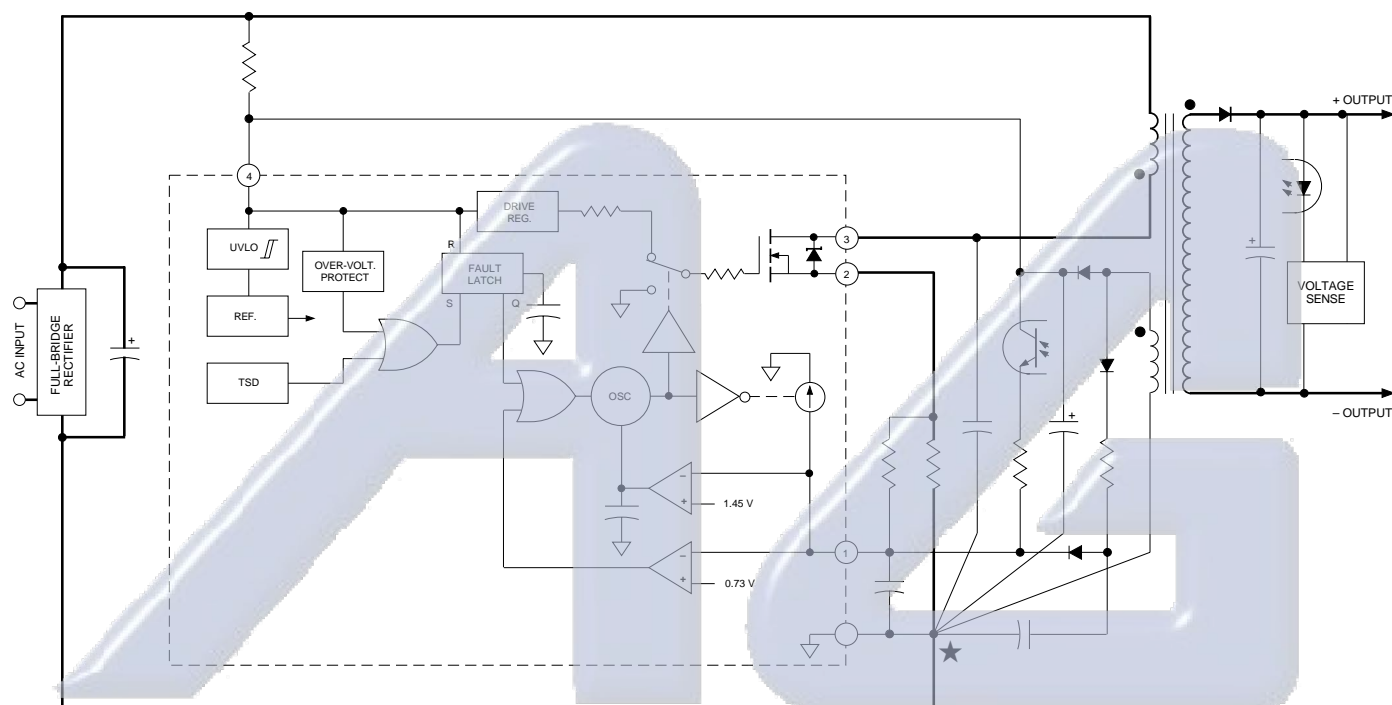 + OUTPUT
4
DRIVE
REG.
R
3
UVLO
OVER-VOLT.
PROTECT
FAULT
LATCH
2
S
Q
VOLTAGE
SENSE
REF.
+
AC INPUT
FULL-BRIDGE
RECTIFIER
+
TSD
OSC
– OUTPUT
+
–
+
1.45 V
–
1
+
0.73 V
★